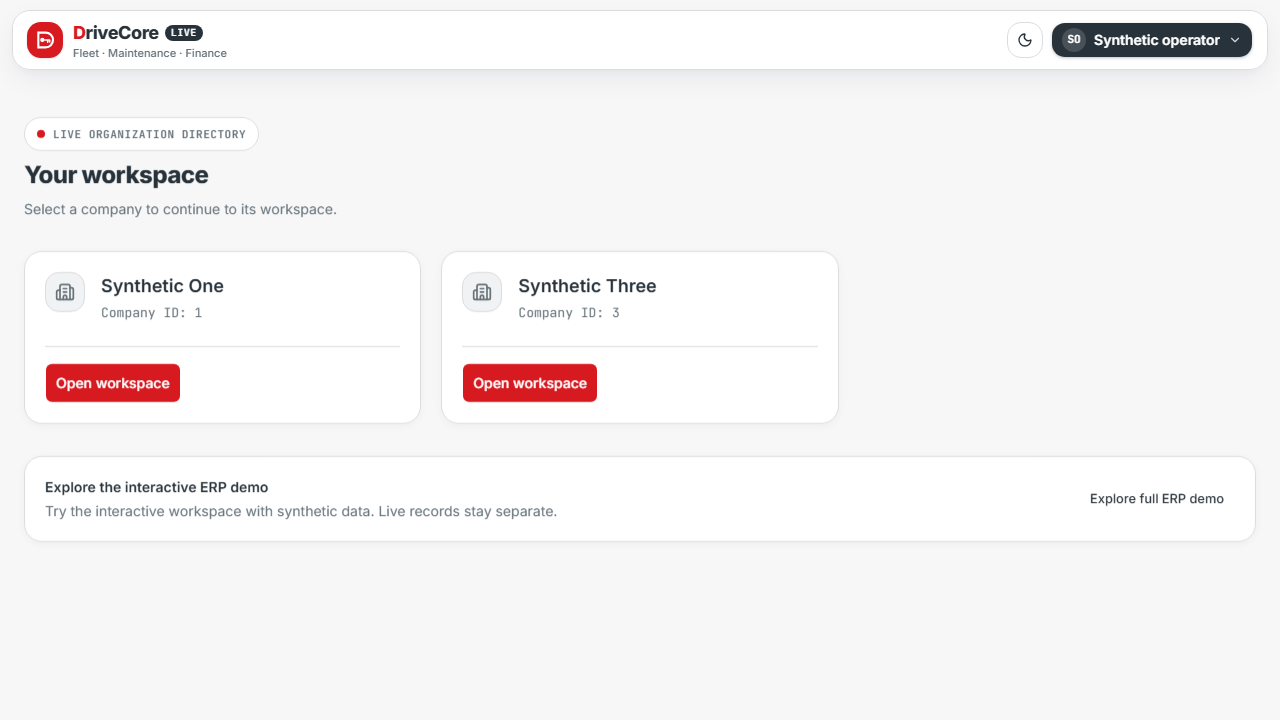 DriveCore LIVE
Fleet · Maintenance · Finance
SO Synthetic operator
LIVE ORGANIZATION DIRECTORY
Your workspace
Select a company to continue to its workspace.
Synthetic One
Company ID: 1
Open workspace
Synthetic Three
Company ID: 3
Open workspace
Explore the interactive ERP demo
Try the interactive workspace with synthetic data. Live records stay separate.
Explore full ERP demo